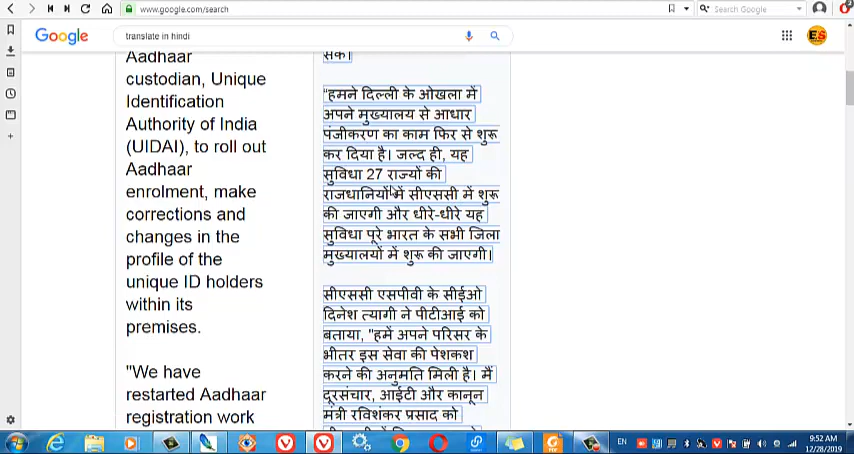 www.google.com/search
Search Google
Google
translate in hindi
ES
Aadhaar
custodian, Unique
Identification
Authority of India
(UIDAI), to roll out
Aadhaar
enrolment, make
corrections and
changes in the
profile of the
unique ID holders
within its
premises.
"We have
restarted Aadhaar
registration work
सके।
"हमने दिल्ली के ओखला में
अपने मुख्यालय से आधार
पंजीकरण का काम फिर से शुरू
कर दिया है। जल्द ही, यह
सुविधा 27 राज्यों की
राजधानियों में सीएससी में शुरू
की जाएगी और धीरे-धीरे यह
सुविधा पूरे भारत के सभी जिला
मुख्यालयों में शुरू की जाएगी।
सीएससी एसपीवी के सीईओ
दिनेश त्यागी ने पीटीआई को
बताया, "हमें अपने परिसर के
भीतर इस सेवा की पेशकश
करने की अनुमति मिली है। मैं
दूरसंचार, आईटी और कानून
मंत्री रविशंकर प्रसाद को
EN
9:52 AM
12/28/2019